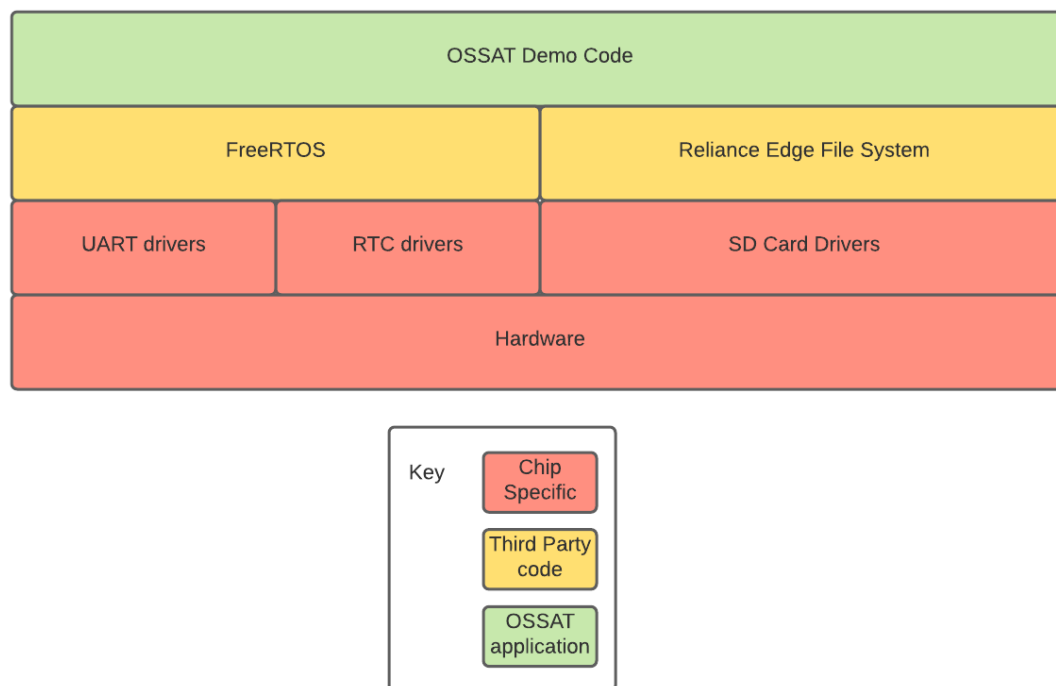 OSSAT Demo Code
FreeRTOS
Reliance Edge File System
UART drivers
RTC drivers
SD Card Drivers
Hardware
Key
Chip
Specific
Third Party
code
OSSAT
application